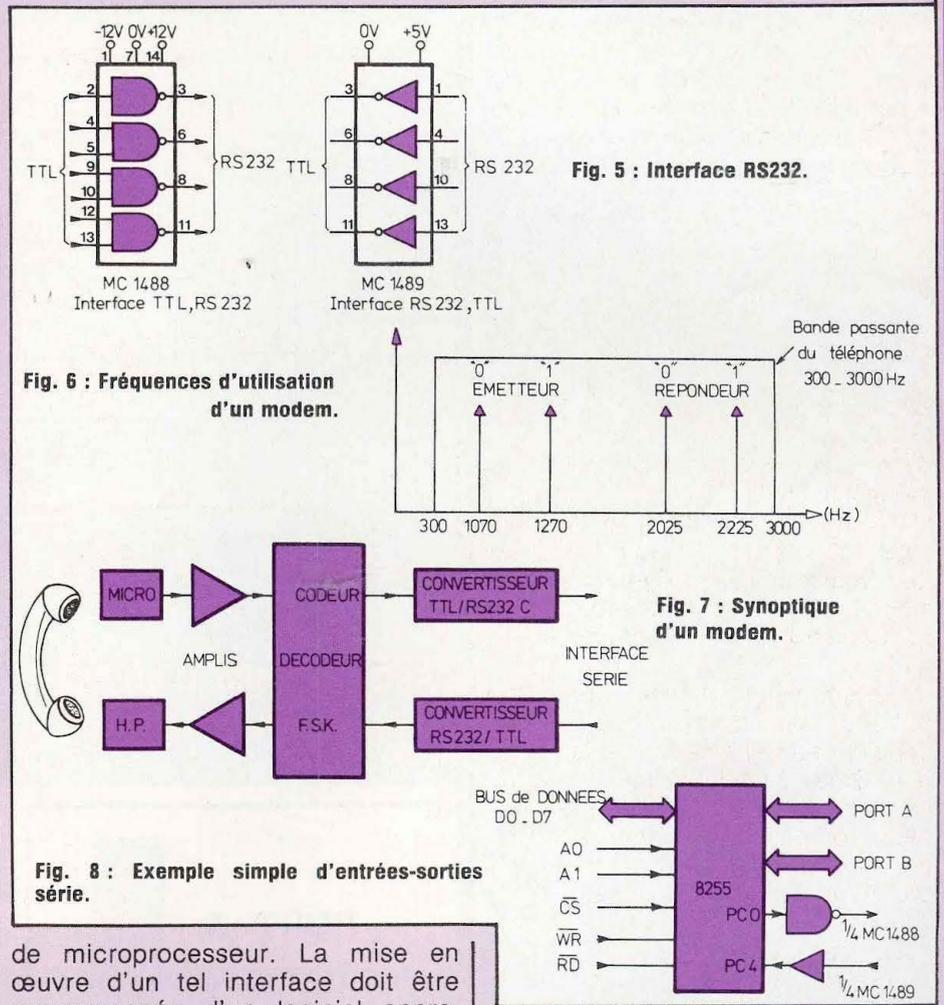 -12V 0V +12V
1 7 14
2 3
4 6
5
9 8
10
12 11
13
TTL
RS 232
MC 1488
Interface TTL,RS 232
0V +5V
3 1
6 4
8 10
11 13
TTL
RS 232
MC 1489
Interface RS 232,TTL
Fig. 5 : Interface RS232.
Fig. 6 : Fréquences d'utilisation
d'un modem.
Bande passante
du téléphone
300 _ 3000 Hz
"0" "1" "0" "1"
EMETTEUR REPONDEUR
300 1070 1270 2025 2225 3000 (Hz)
MICRO
AMPLIS
H.P.
CODEUR
DECODEUR
F.S.K.
CONVERTISSEUR
TTL/RS232 C
INTERFACE
SERIE
CONVERTISSEUR
RS232/ TTL
Fig. 7 : Synoptique
d'un modem.
BUS de DONNEES
D0 _ D7
A0
A1
CS
WR
RD
8255
PC0
PC4
PORT A
PORT B
1/4 MC 1488
1/4 MC 1489
Fig. 8 : Exemple simple d'entrées-sorties
série.
de microprocesseur. La mise en
œuvre d'un tel interface doit être